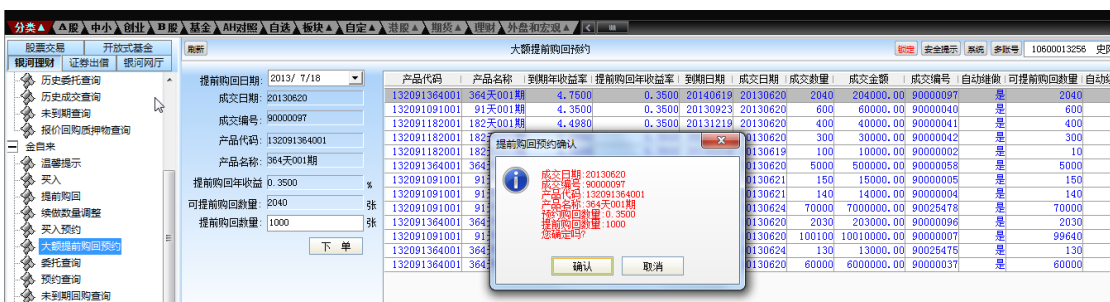 分类▲ A股 中小 创业 B股 基金 AH对照 自选 板块▲ 自定▲ 港股▲ 期货▲ 理财 外盘和宏观▲
股票交易 开放式基金
银河理财 证券出借 银河网厅
刷新 大额提前购回预约 锁定 安全提示 系统 多账号 10600013256
历史委托查询
历史成交查询
未到期查询
报价回购质押物查询
金自来
温馨提示
买入
提前购回
续做数量调整
买入预约
大额提前购回预约
委托查询
预约查询
未到期回购查询
提前购回日期: 2013/ 7/18
成交日期: 20130620
成交编号: 90000097
产品代码: 132091364001
产品名称: 364天001期
提前购回年收益 0.3500 %
可提前购回数量: 2040 张
提前购回数量: 1000 张
下 单
产品代码 产品名称 到期年收益率 提前购回年收益率 到期日期 成交日期 成交数量 成交金额 成交编号 自动续做 可提前购回数量
132091364001 364天001期 4.7500 0.3500 20140619 20130620 2040 204000.00 90000097 是 2040
132091091001 91天001期 4.3500 0.3500 20130923 20130620 600 60000.00 90000040 是 600
132091182001 182天001期 4.4980 0.3500 20131219 20130620 400 40000.00 90000041 是 400
132091182001 0130620 300 30000.00 90000042 是 300
132091182001 0130619 100 10000.00 90000002 是 10
132091364001 0130620 5000 500000.00 90000058 是 5000
132091091001 0130621 150 15000.00 90000005 是 150
132091091001 0130621 140 14000.00 90000004 是 140
132091091001 0130624 70000 7000000.00 90025478 是 70000
132091364001 0130620 2030 203000.00 90000096 是 2030
132091091001 0130620 100100 10010000.00 90000007 是 99640
132091364001 0130624 130 13000.00 90025475 是 130
132091364001 0130620 60000 6000000.00 90000037 是 60000
提前购回预约确认
成交日期:20130620
成交编号:90000097
产品代码:132091364001
产品名称:364天001期
预约购回数量:0.3500
提前购回数量:1000
您确定吗?
确认 取消